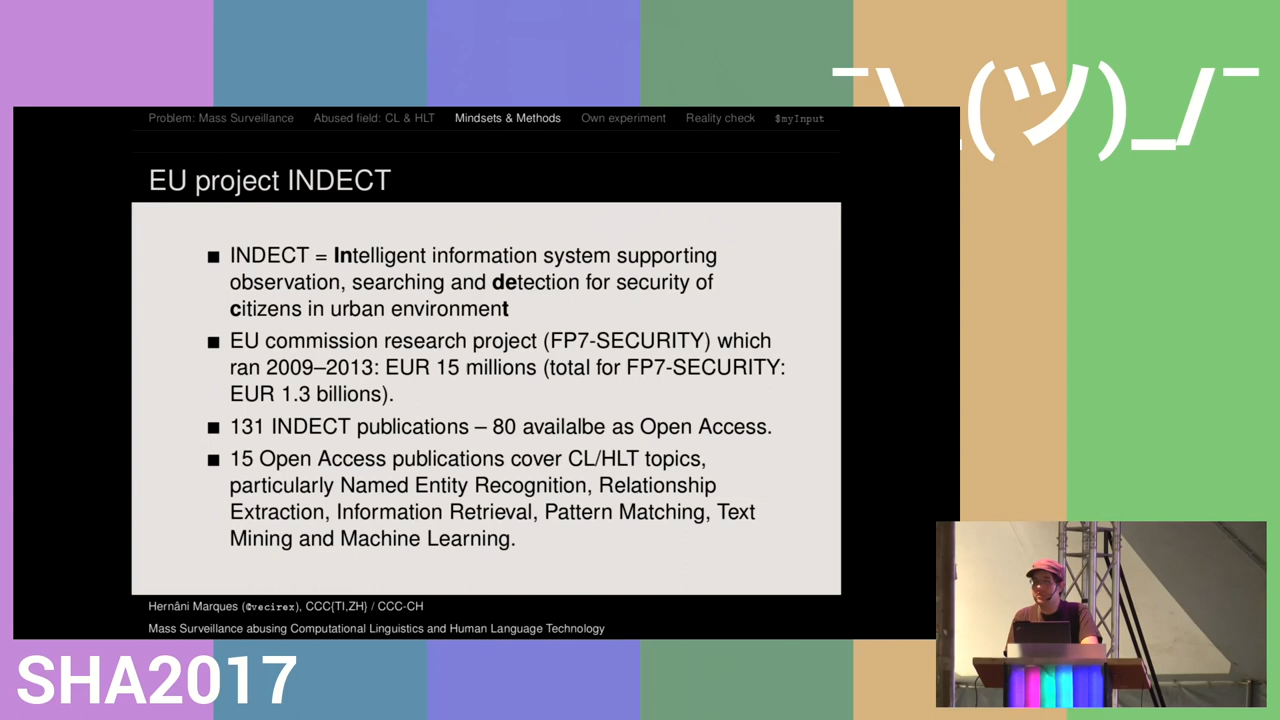 ¯\_(ツ)_/¯
Problem: Mass Surveillance Abused field: CL & HLT Mindsets & Methods Own experiment Reality check $myInput
EU project INDECT
■ INDECT = Intelligent information system supporting
observation, searching and detection for security of
citizens in urban environment
■ EU commission research project (FP7-SECURITY) which
ran 2009–2013: EUR 15 millions (total for FP7-SECURITY:
EUR 1.3 billions).
■ 131 INDECT publications – 80 availalbe as Open Access.
■ 15 Open Access publications cover CL/HLT topics,
particularly Named Entity Recognition, Relationship
Extraction, Information Retrieval, Pattern Matching, Text
Mining and Machine Learning.
Hernâni Marques (@vecirex), CCC{TI,ZH} / CCC-CH
Mass Surveillance abusing Computational Linguistics and Human Language Technology
SHA2017